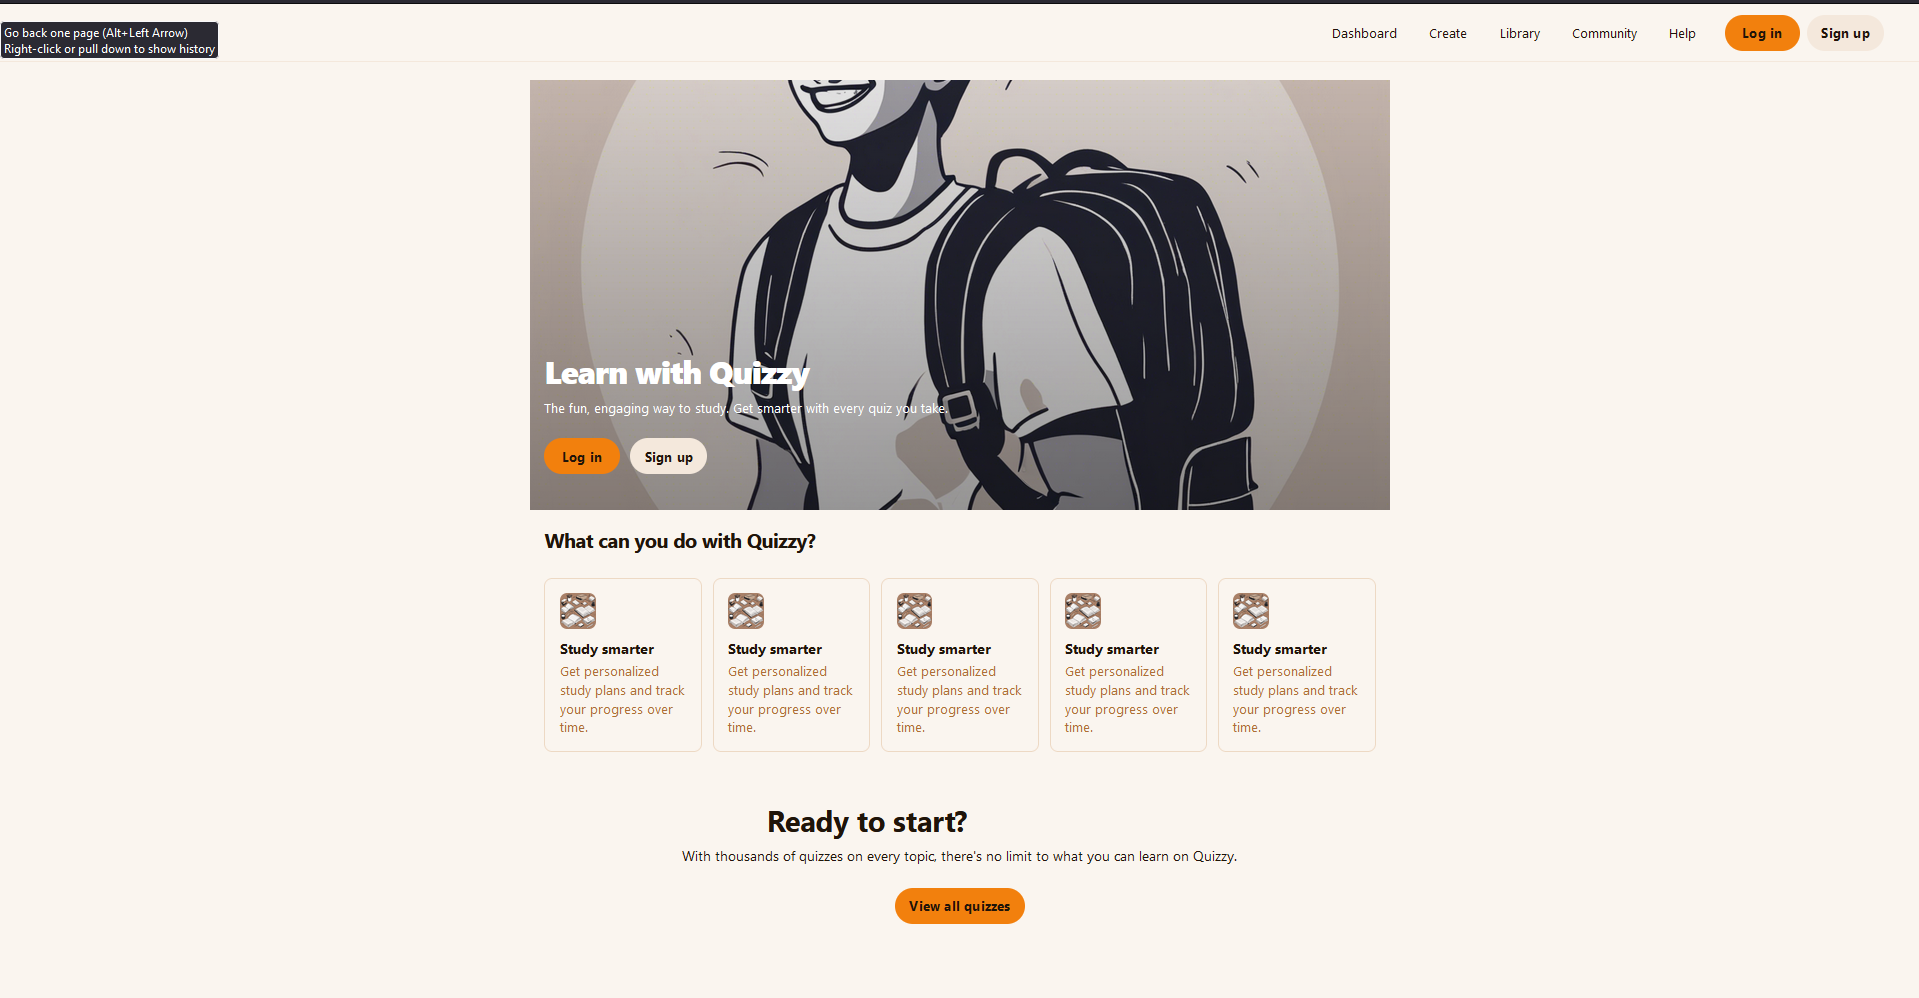 Go back one page (Alt+Left Arrow)
Right-click or pull down to show history
Dashboard
Create
Library
Community
Help
Log in
Sign up
Learn with Quizzy
The fun, engaging way to study. Get smarter with every quiz you take.
Log in
Sign up
What can you do with Quizzy?
Study smarter
Get personalized
study plans and track
your progress over
time.
Study smarter
Get personalized
study plans and track
your progress over
time.
Study smarter
Get personalized
study plans and track
your progress over
time.
Study smarter
Get personalized
study plans and track
your progress over
time.
Study smarter
Get personalized
study plans and track
your progress over
time.
Ready to start?
With thousands of quizzes on every topic, there's no limit to what you can learn on Quizzy.
View all quizzes